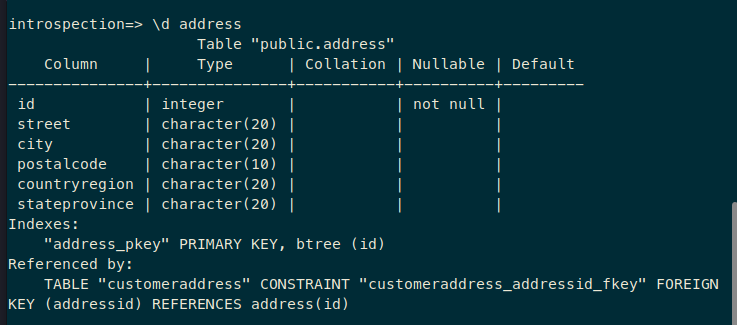 introspection=> \d address
                   Table "public.address"
    Column     |     Type      | Collation | Nullable | Default
---------------+---------------+-----------+----------+---------
 id            | integer       |           | not null |
 street        | character(20) |           |          |
 city          | character(20) |           |          |
 postalcode    | character(10) |           |          |
 countryregion | character(20) |           |          |
 stateprovince | character(20) |           |          |
Indexes:
    "address_pkey" PRIMARY KEY, btree (id)
Referenced by:
    TABLE "customeraddress" CONSTRAINT "customeraddress_addressid_fkey" FOREIGN
KEY (addressid) REFERENCES address(id)